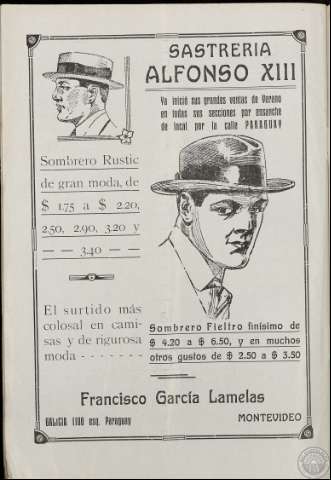 SASTRERIA
ALFONSO XIII
Ya inició sus grandes ventas de Verano
en todas sus secciones por ensanche
de local por la calle PARAGUAY
Sombrero Rustic
de gran moda, de
$ 1.75 a $ 2.20,
2.50, 2.90, 3.20 y
— — 3.40 — —
El surtido más
colosal en cami-
sas y de rigurosa
moda - - - - - - -
Sombrero Fieltro finísimo de
$ 4.20 a $ 6.50, y en muchos
otros gustos de $ 2.50 a $ 3.50
Francisco García Lamelas
GALICIA 1100 esq. Paraguay
MONTEVIDEO